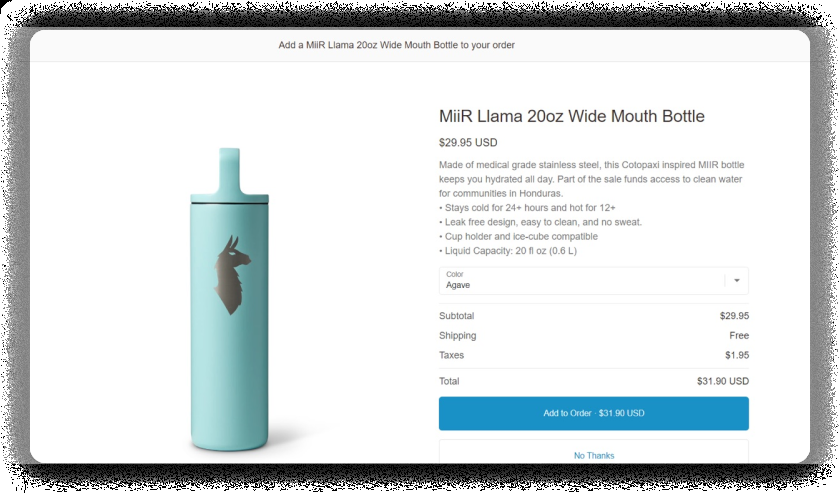 Add a MiiR Llama 20oz Wide Mouth Bottle to your order
MiiR Llama 20oz Wide Mouth Bottle
$29.95 USD
Made of medical grade stainless steel, this Cotopaxi inspired MIIR bottle
keeps you hydrated all day. Part of the sale funds access to clean water
for communities in Honduras.
• Stays cold for 24+ hours and hot for 12+
• Leak free design, easy to clean, and no sweat.
• Cup holder and ice-cube compatible
• Liquid Capacity: 20 fl oz (0.6 L)
Color
Agave
Subtotal $29.95
Shipping Free
Taxes $1.95
Total $31.90 USD
Add to Order · $31.90 USD
No Thanks